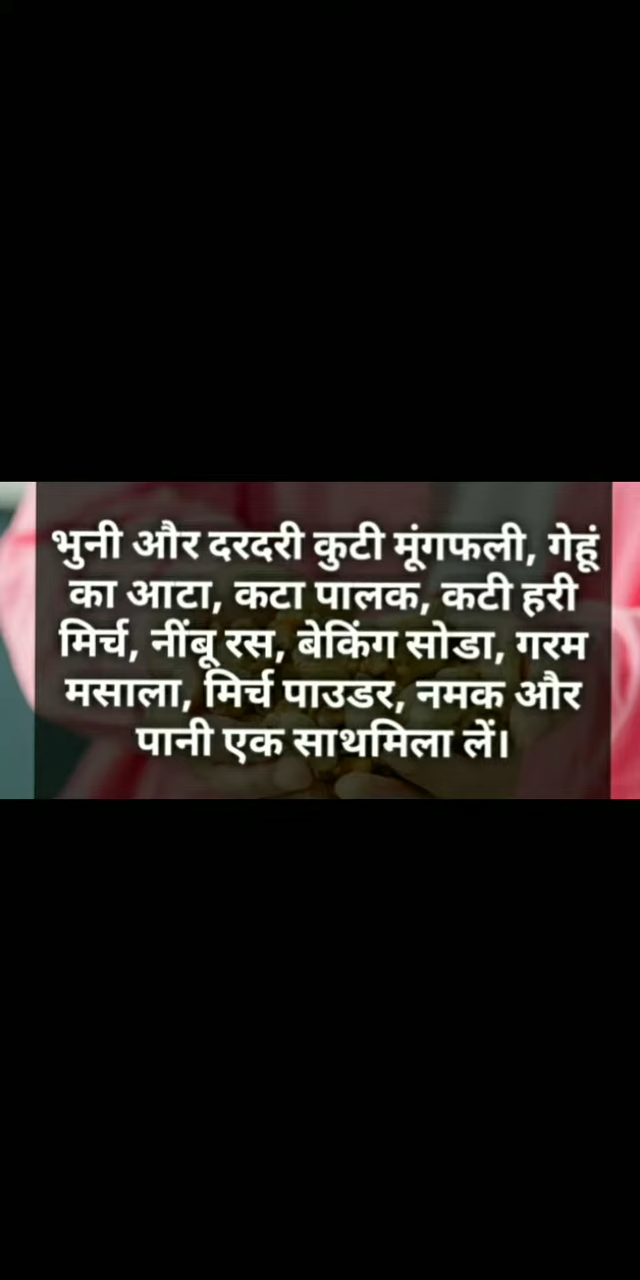 भुनी और दरदरी कुटी मूंगफली, गेहूं
का आटा, कटा पालक, कटी हरी
मिर्च, नींबू रस, बेकिंग सोडा, गरम
मसाला, मिर्च पाउडर, नमक और
पानी एक साथमिला लें।